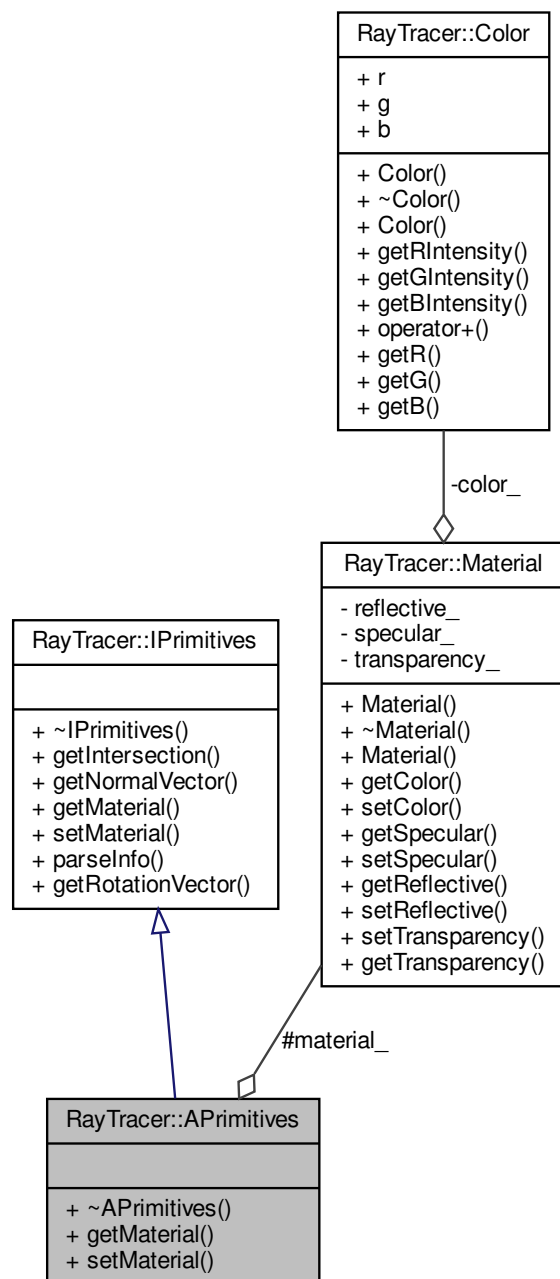 RayTracer::Color
+ r
+ g
+ b
+ Color()
+ ~Color()
+ Color()
+ getRIntensity()
+ getGIntensity()
+ getBIntensity()
+ operator+()
+ getR()
+ getG()
+ getB()
-color_
RayTracer::Material
- reflective_
- specular_
- transparency_
+ Material()
+ ~Material()
+ Material()
+ getColor()
+ setColor()
+ getSpecular()
+ setSpecular()
+ getReflective()
+ setReflective()
+ setTransparency()
+ getTransparency()
RayTracer::IPrimitives
+ ~IPrimitives()
+ getIntersection()
+ getNormalVector()
+ getMaterial()
+ setMaterial()
+ parseInfo()
+ getRotationVector()
#material_
RayTracer::APrimitives
+ ~APrimitives()
+ getMaterial()
+ setMaterial()